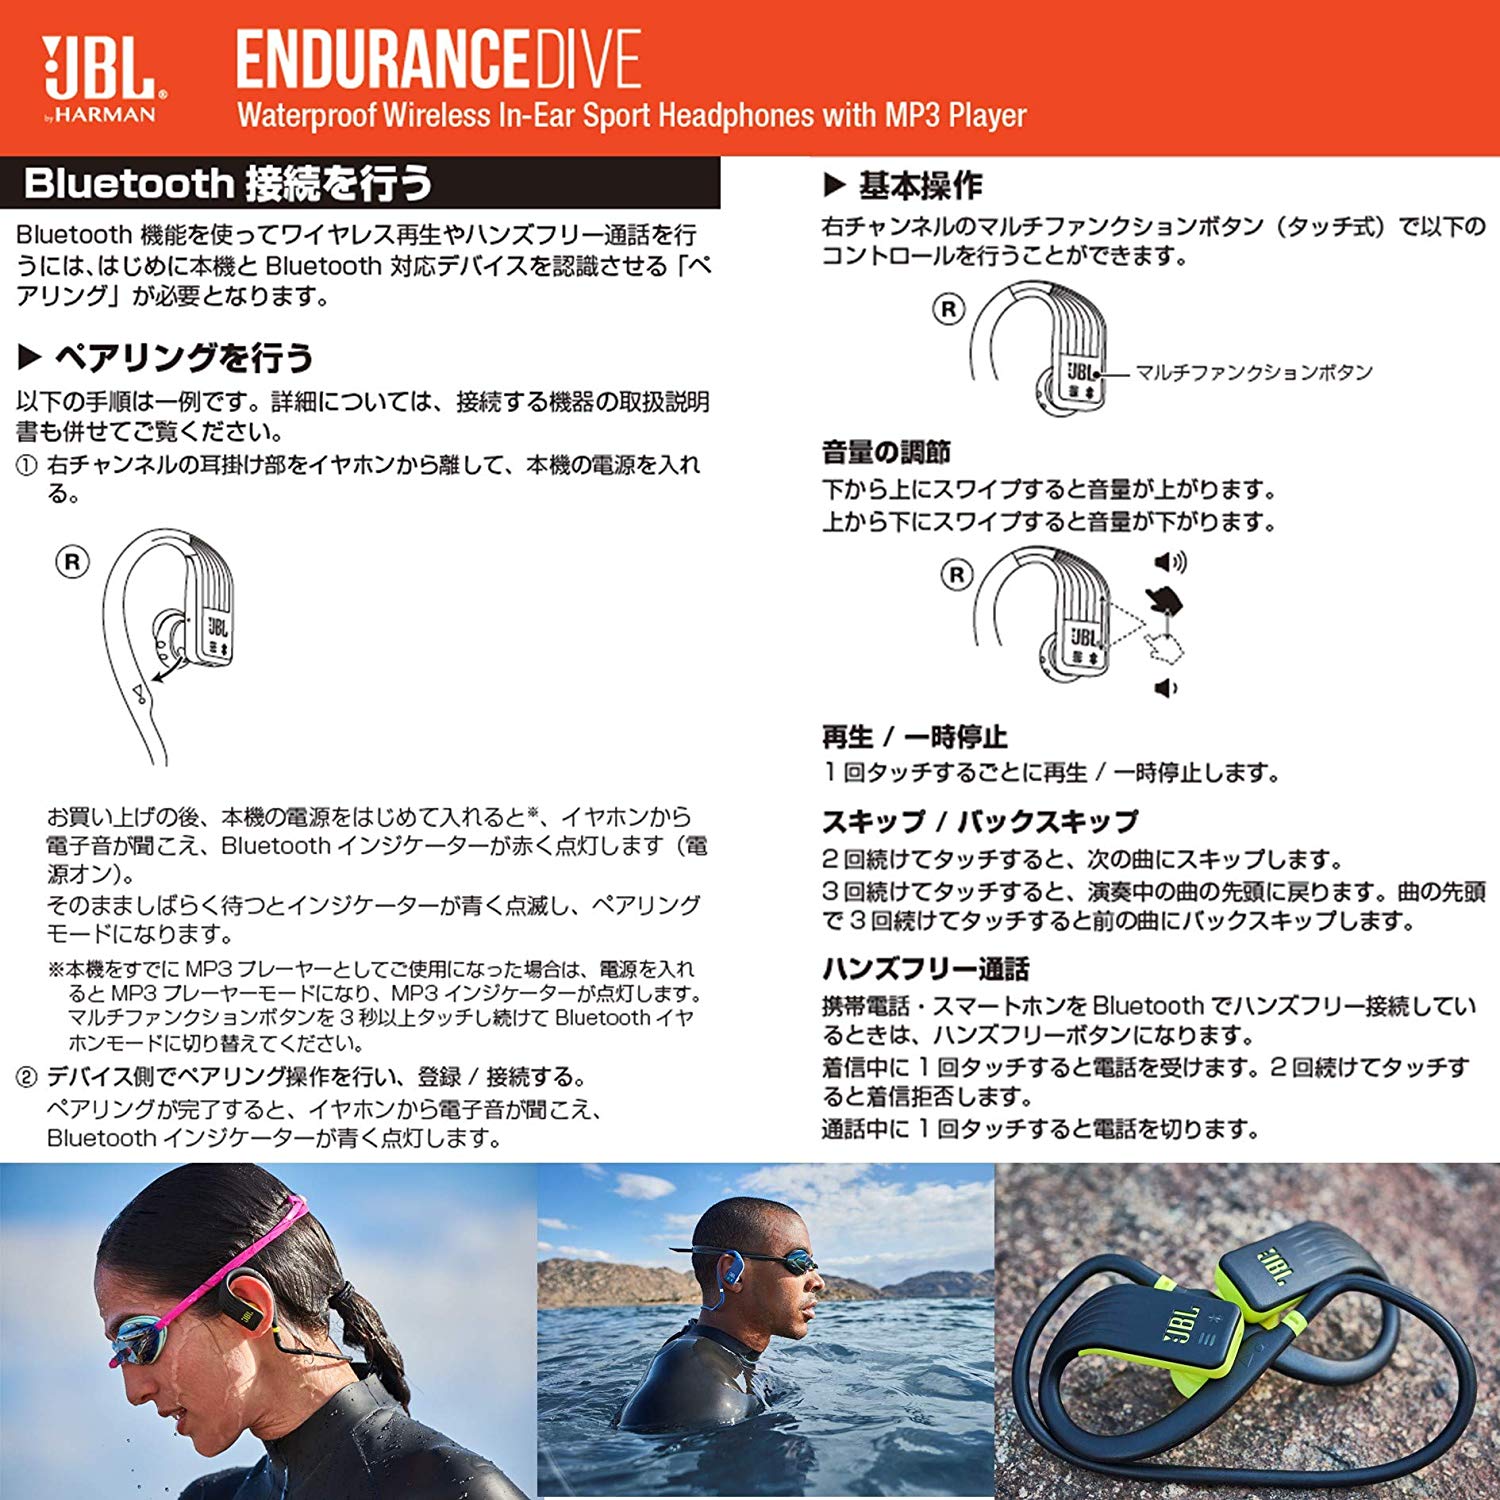 JBL®
by HARMAN
ENDURANCE DIVE
Waterproof Wireless In-Ear Sport Headphones with MP3 Player
Bluetooth 接続を行う
Bluetooth 機能を使ってワイヤレス再生やハンズフリー通話を行
うには、はじめに本機と Bluetooth 対応デバイスを認識させる「ペ
アリング」が必要となります。
▶ ペアリングを行う
以下の手順は一例です。詳細については、接続する機器の取扱説明
書も併せてご覧ください。
① 右チャンネルの耳掛け部をイヤホンから離して、本機の電源を入れ
る。
R
JBL
お買い上げの後、本機の電源をはじめて入れると※、イヤホンから
電子音が聞こえ、Bluetooth インジケーターが赤く点灯します（電
源オン）。
そのまましばらく待つとインジケーターが青く点滅し、ペアリング
モードになります。
※本機をすでに MP3 プレーヤーとしてご使用になった場合は、電源を入れ
ると MP3 プレーヤーモードになり、MP3 インジケーターが点灯します。
マルチファンクションボタンを 3 秒以上タッチし続けて Bluetooth イヤ
ホンモードに切り替えてください。
② デバイス側でペアリング操作を行い、登録 / 接続する。
ペアリングが完了すると、イヤホンから電子音が聞こえ、
Bluetooth インジケーターが青く点灯します。
▶ 基本操作
右チャンネルのマルチファンクションボタン（タッチ式）で以下の
コントロールを行うことができます。
R
JBL
マルチファンクションボタン
音量の調節
下から上にスワイプすると音量が上がります。
上から下にスワイプすると音量が下がります。
R
JBL
再生 / 一時停止
1 回タッチするごとに再生 / 一時停止します。
スキップ / バックスキップ
2 回続けてタッチすると、次の曲にスキップします。
3 回続けてタッチすると、演奏中の曲の先頭に戻ります。曲の先頭
で 3 回続けてタッチすると前の曲にバックスキップします。
ハンズフリー通話
携帯電話・スマートホンを Bluetooth でハンズフリー接続してい
るときは、ハンズフリーボタンになります。
着信中に 1 回タッチすると電話を受けます。2 回続けてタッチす
ると着信拒否します。
通話中に 1 回タッチすると電話を切ります。
JBL
JBL
JBL
JBL